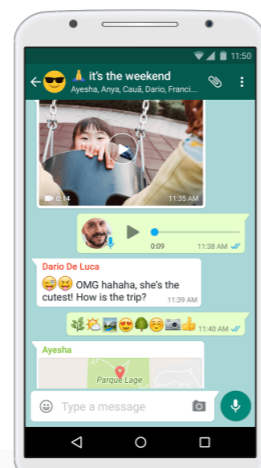 11:50
🙏 it's the weekend
Ayesha, Anya, Cauã, Dario, Franci...
0:14
11:35 AM
0:09
11:38 AM
Dario De Luca
😜😝 OMG hahaha, she's the
cutest! How is the trip?
11:39 AM
11:40 AM
Ayesha
Parque Lage
Type a message